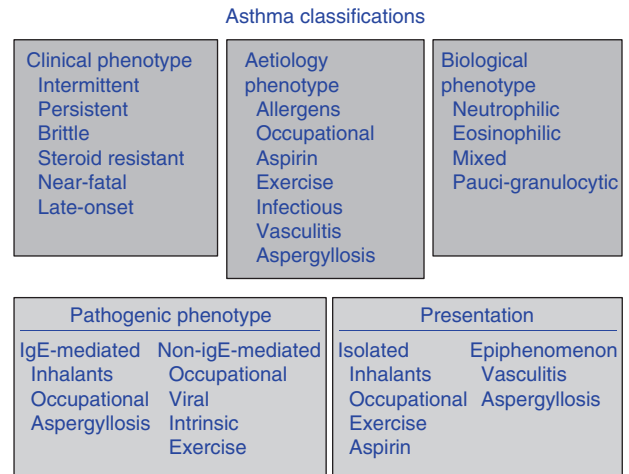 Asthma classifications
Clinical phenotype
Intermittent
Persistent
Brittle
Steroid resistant
Near-fatal
Late-onset
Aetiology
phenotype
Allergens
Occupational
Aspirin
Exercise
Infectious
Vasculitis
Aspergyllosis
Biological
phenotype
Neutrophilic
Eosinophilic
Mixed
Pauci-granulocytic
Pathogenic phenotype
IgE-mediated
Inhalants
Occupational
Aspergyllosis
Non-igE-mediated
Occupational
Viral
Intrinsic
Exercise
Presentation
Isolated
Inhalants
Occupational
Exercise
Aspirin
Epiphenomenon
Vasculitis
Aspergyllosis